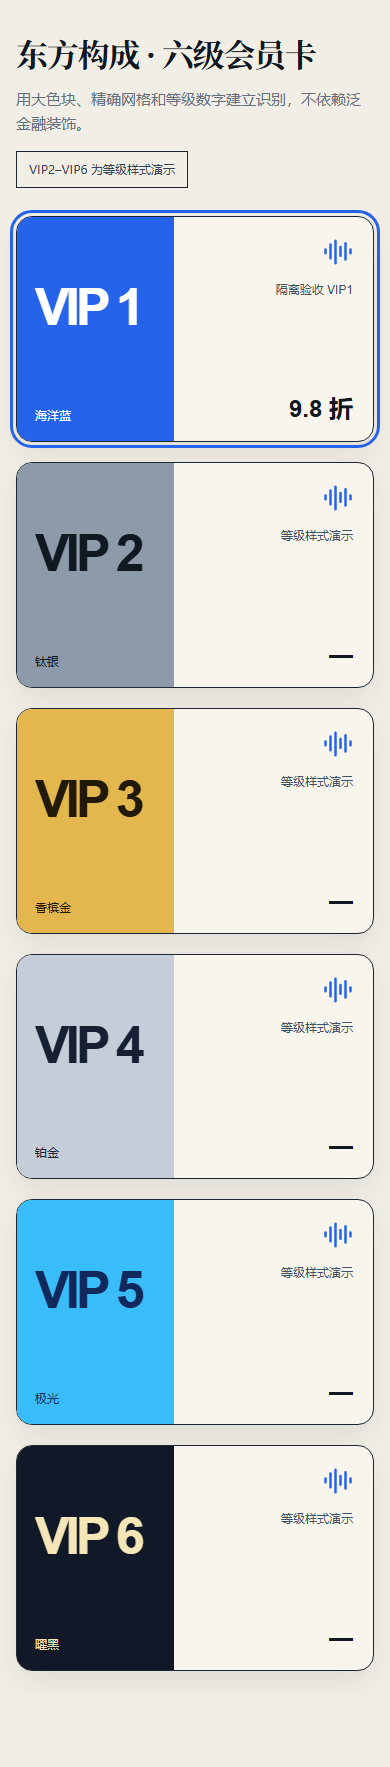 东方构成 · 六级会员卡
用大色块、精确网格和等级数字建立识别，不依赖泛
金融装饰。
VIP2–VIP6 为等级样式演示
VIP 1
隔离验收 VIP1
海洋蓝
9.8 折
VIP 2
等级样式演示
钛银
—
VIP 3
等级样式演示
香槟金
—
VIP 4
等级样式演示
铂金
—
VIP 5
等级样式演示
极光
—
VIP 6
等级样式演示
曜黑
—